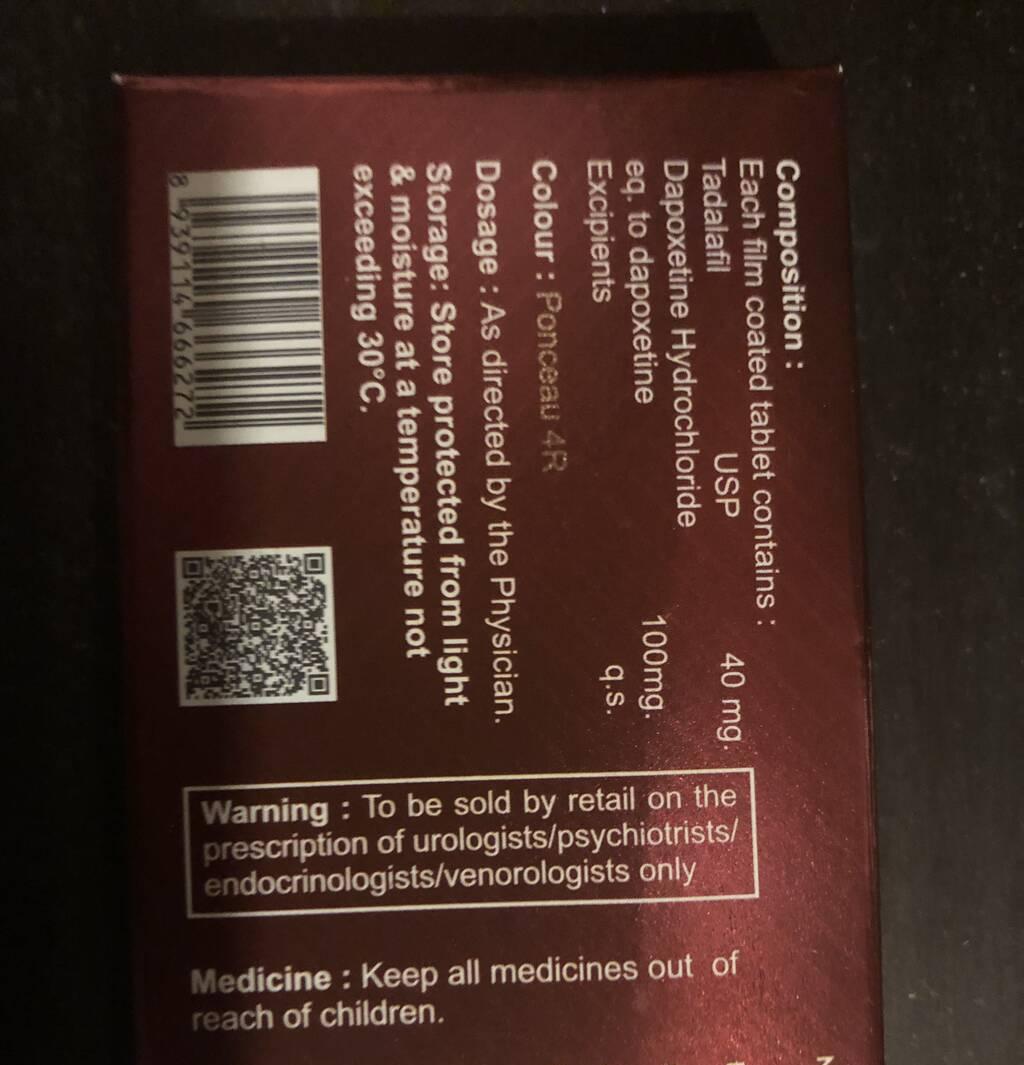 Composition :
Each film coated tablet contains :
Tadalafil USP 40 mg.
Dapoxetine Hydrochloride
eq. to dapoxetine 100mg.
Excipients q.s.
Colour : Ponceau 4R
Dosage : As directed by the Physician.
Storage: Store protected from light
& moisture at a temperature not
exceeding 30°C.
8 939114 666272
Warning : To be sold by retail on the
prescription of urologists/psychiotrists/
endocrinologists/venorologists only
Medicine : Keep all medicines out of
reach of children.